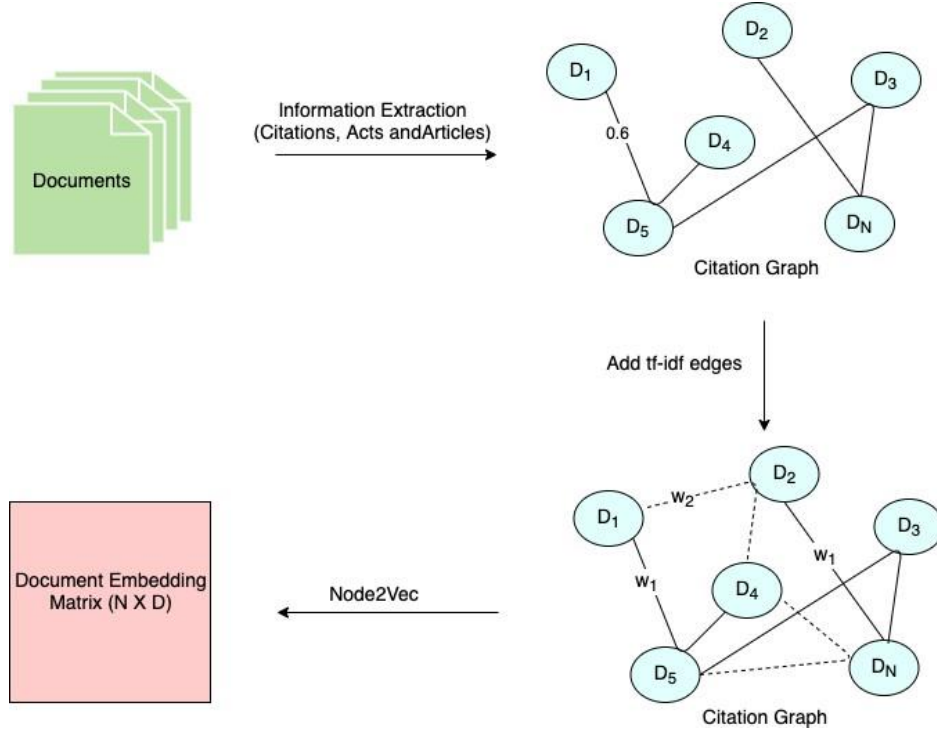 Documents
Information Extraction
(Citations, Acts andArticles)
D1
D2
D3
0.6
D4
D5
DN
Citation Graph
Add tf-idf edges
D1
w2
D2
D3
w1
w1
D4
D5
DN
Citation Graph
Node2Vec
Document Embedding
Matrix (N X D)